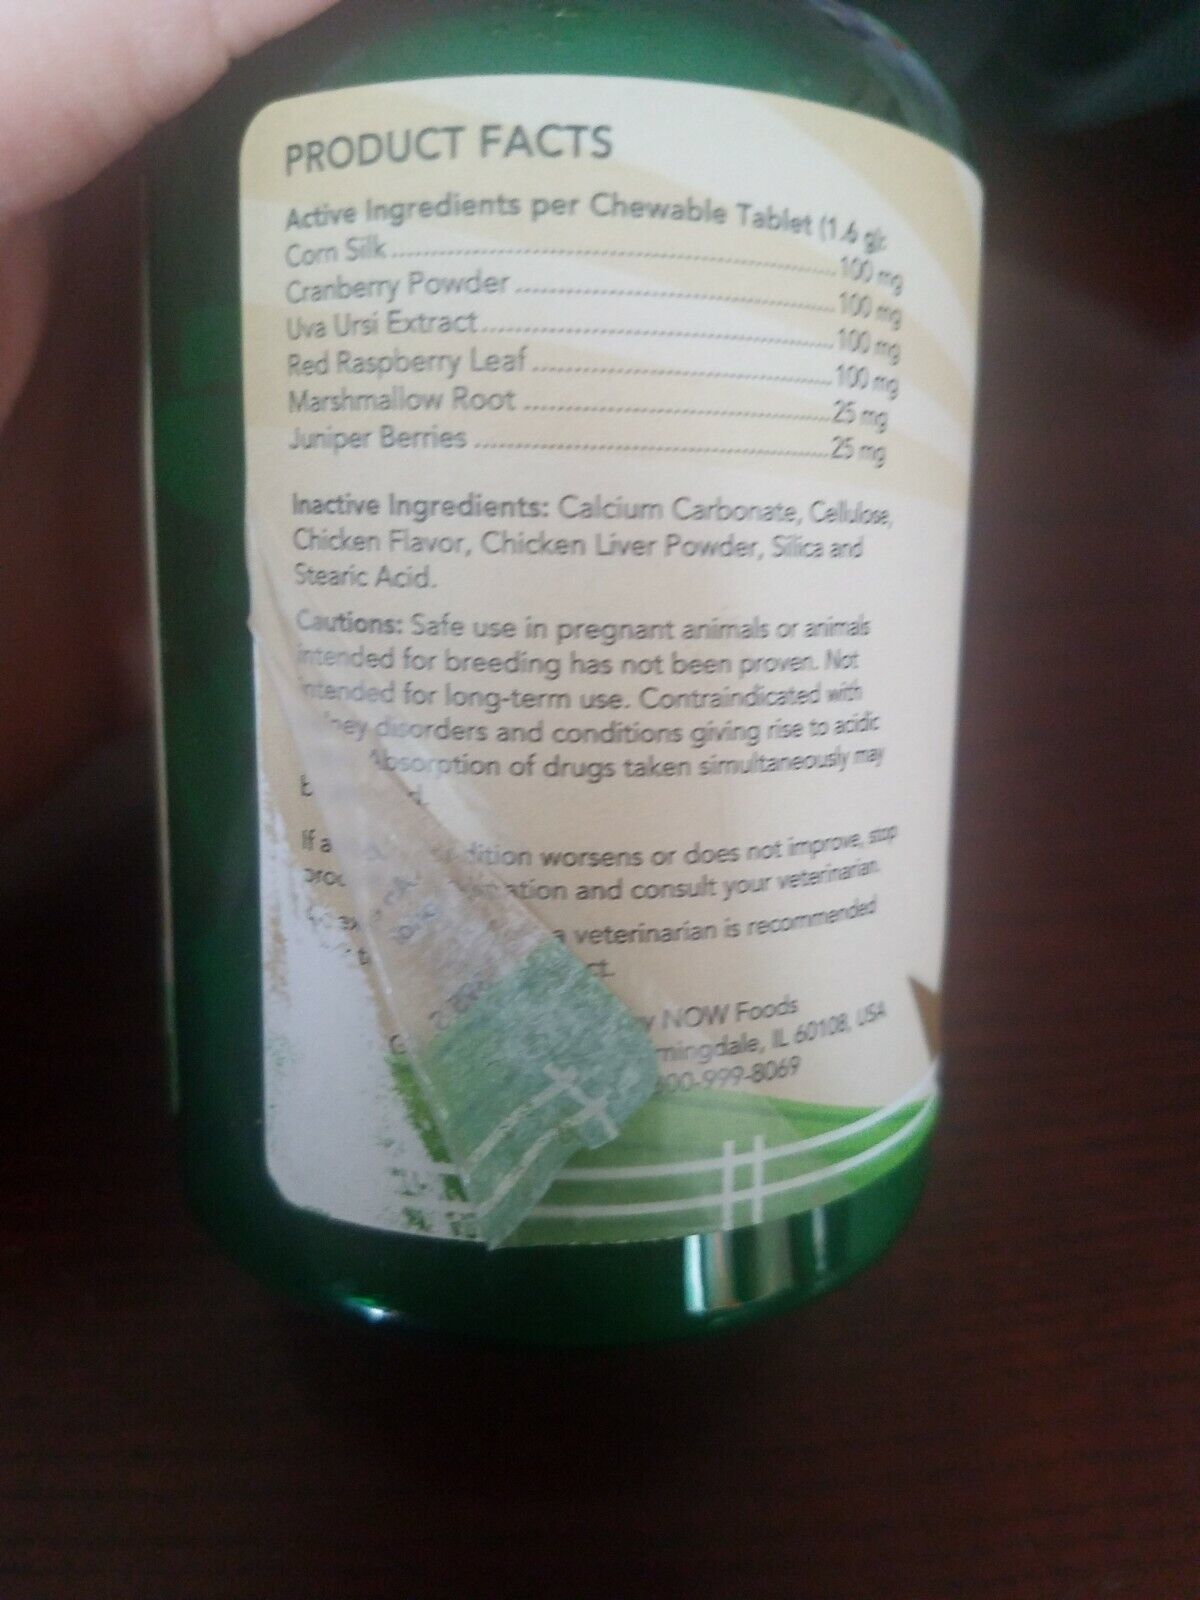 PRODUCT FACTS
Active Ingredients per Chewable Tablet (1.6 g):
Corn Silk 100 mg
Cranberry Powder 100 mg
Uva Ursi Extract 100 mg
Red Raspberry Leaf 100 mg
Marshmallow Root 25 mg
Juniper Berries 25 mg
Inactive Ingredients: Calcium Carbonate, Cellulose,
Chicken Flavor, Chicken Liver Powder, Silica and
Stearic Acid.
Cautions: Safe use in pregnant animals or animals
intended for breeding has not been proven. Not
intended for long-term use. Contraindicated with
disorders and conditions giving rise to acidic
Absorption of drugs taken simultaneously may
If a worsens or does not improve, stop
and consult your veterinarian.
a veterinarian is recommended
NOW Foods
IL 60108, USA
999-8069